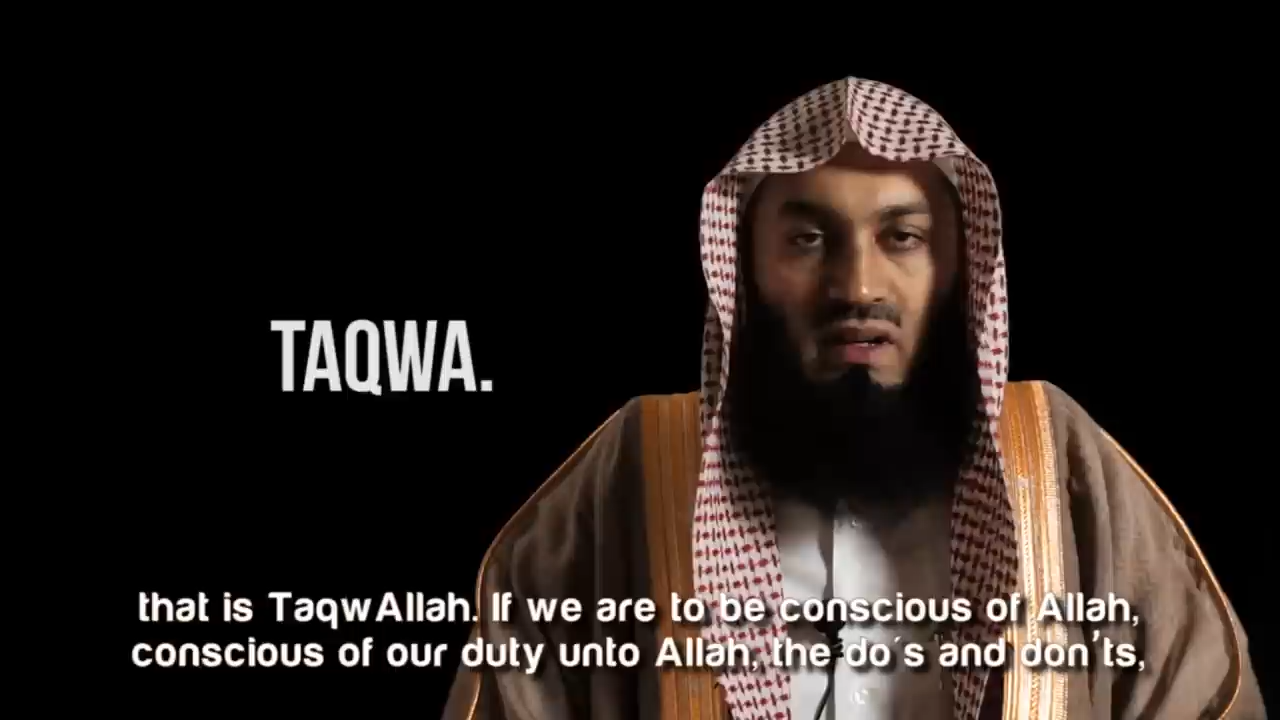 TAQWA.
that is TaqwAllah. If we are to be conscious of Allah,
conscious of our duty unto Allah, the do´s and don´ts,